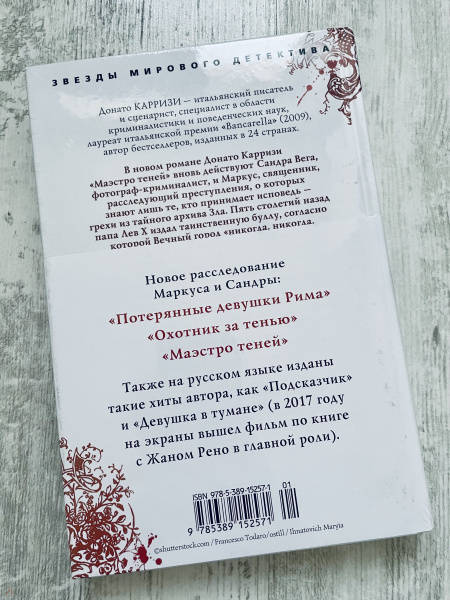 ЗВЕЗДЫ МИРОВОГО ДЕТЕКТИВА
Донато КАРРИЗИ — итальянский писатель
и сценарист, специалист в области
криминалистики и поведенческих наук,
лауреат итальянской премии «Bancarella» (2009),
автор бестселлеров, изданных в 24 странах.
В новом романе Донато Карризи
«Маэстро теней» вновь действуют Сандра Вега,
фотограф-криминалист, и Маркус, священник,
расследующий преступления, о которых
знают лишь те, кто принимает исповедь —
грехи из тайного архива Зла. Пять столетий назад
папа Лев X издал таинственную буллу, согласно
которой Вечный город «никогда, никогда,
Новое расследование
Маркуса и Сандры:
«Потерянные девушки Рима»
«Охотник за тенью»
«Маэстро теней»
Также на русском языке изданы
такие хиты автора, как «Подсказчик»
и «Девушка в тумане» (в 2017 году
на экраны вышел фильм по книге
с Жаном Рено в главной роли).
ISBN 978-5-389-15257-1
01
9 785389 152571
©shutterstock.com / Francesco Todaro/ostill / Ihnatovich Maryia